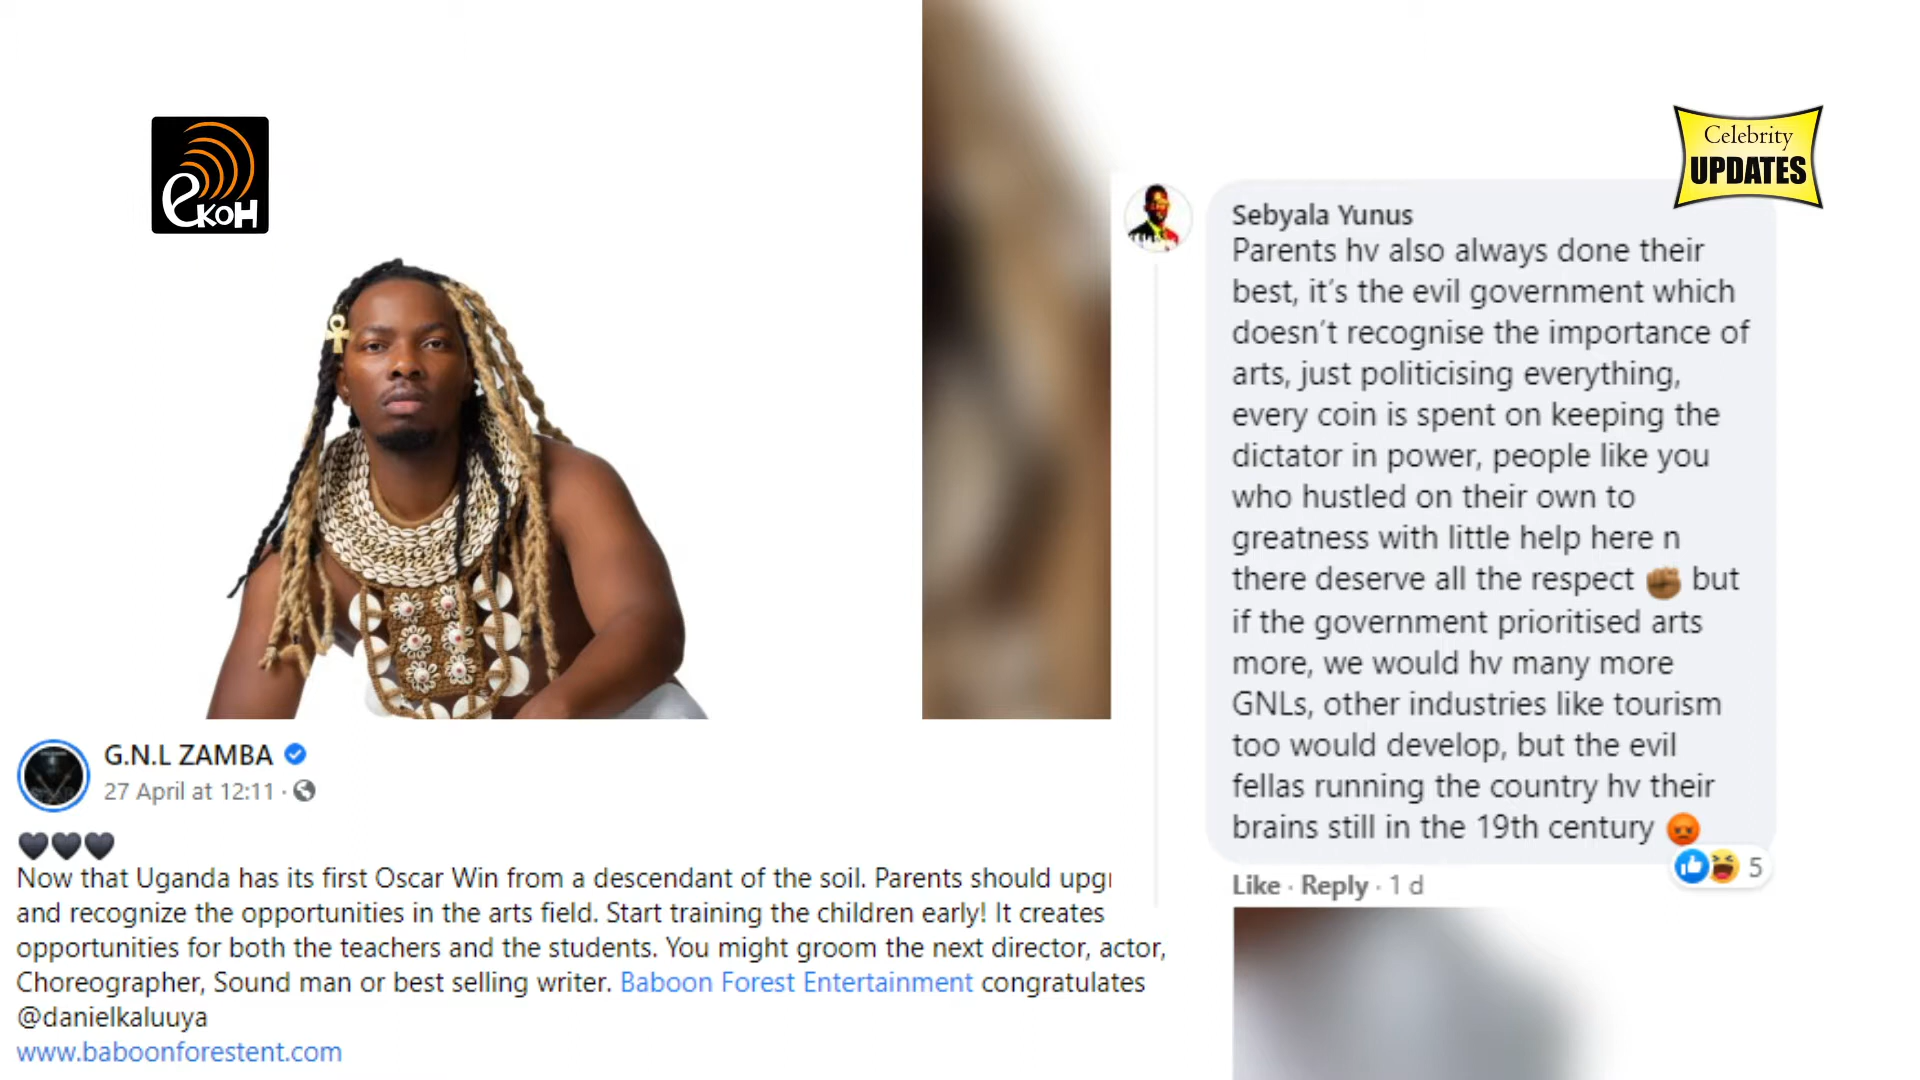 eKOH
Celebrity
UPDATES
G.N.L ZAMBA
27 April at 12:11 ·
🖤🖤🖤
Now that Uganda has its first Oscar Win from a descendant of the soil. Parents should
and recognize the opportunities in the arts field. Start training the children early! It creates
opportunities for both the teachers and the students. You might groom the next director, actor,
Choreographer, Sound man or best selling writer. Baboon Forest Entertainment congratulates
@danielkaluuya
www.baboonforestent.com
Sebyala Yunus
Parents hv also always done their
best, it's the evil government which
doesn't recognise the importance of
arts, just politicising everything,
every coin is spent on keeping the
dictator in power, people like you
who hustled on their own to
greatness with little help here n
there deserve all the respect ✊🏾 but
if the government prioritised arts
more, we would hv many more
GNLs, other industries like tourism
too would develop, but the evil
fellas running the country hv their
brains still in the 19th century 😡
5
Like · Reply · 1 d